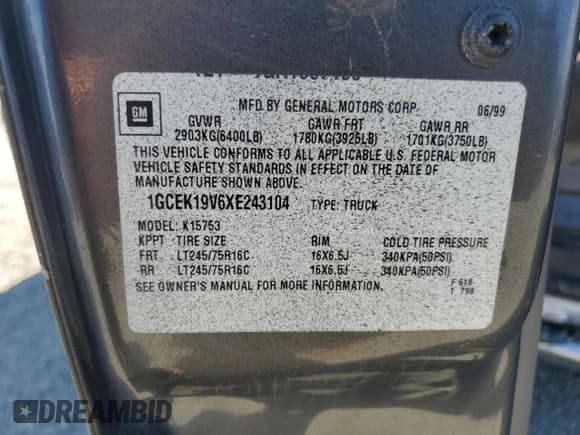 GM
MFD BY GENERAL MOTORS CORP. 06/99
GVWR GAWR FRT GAWR RR
2903KG(6400LB) 1780KG(3925LB) 1701KG(3750LB)
THIS VEHICLE CONFORMS TO ALL APPLICABLE U.S. FEDERAL MOTOR
VEHICLE SAFETY STANDARDS IN EFFECT ON THE DATE OF
MANUFACTURE SHOWN ABOVE.
1GCEK19V6XE243104 TYPE: TRUCK
MODEL: K15753
KPPT TIRE SIZE RIM COLD TIRE PRESSURE
FRT LT245/75R16C 16X6.5J 340KPA(50PSI)
RR LT245/75R16C 16X6.5J 340KPA(50PSI)
SEE OWNER'S MANUAL FOR MORE INFORMATION.
F 618
T 798
DREAMBID